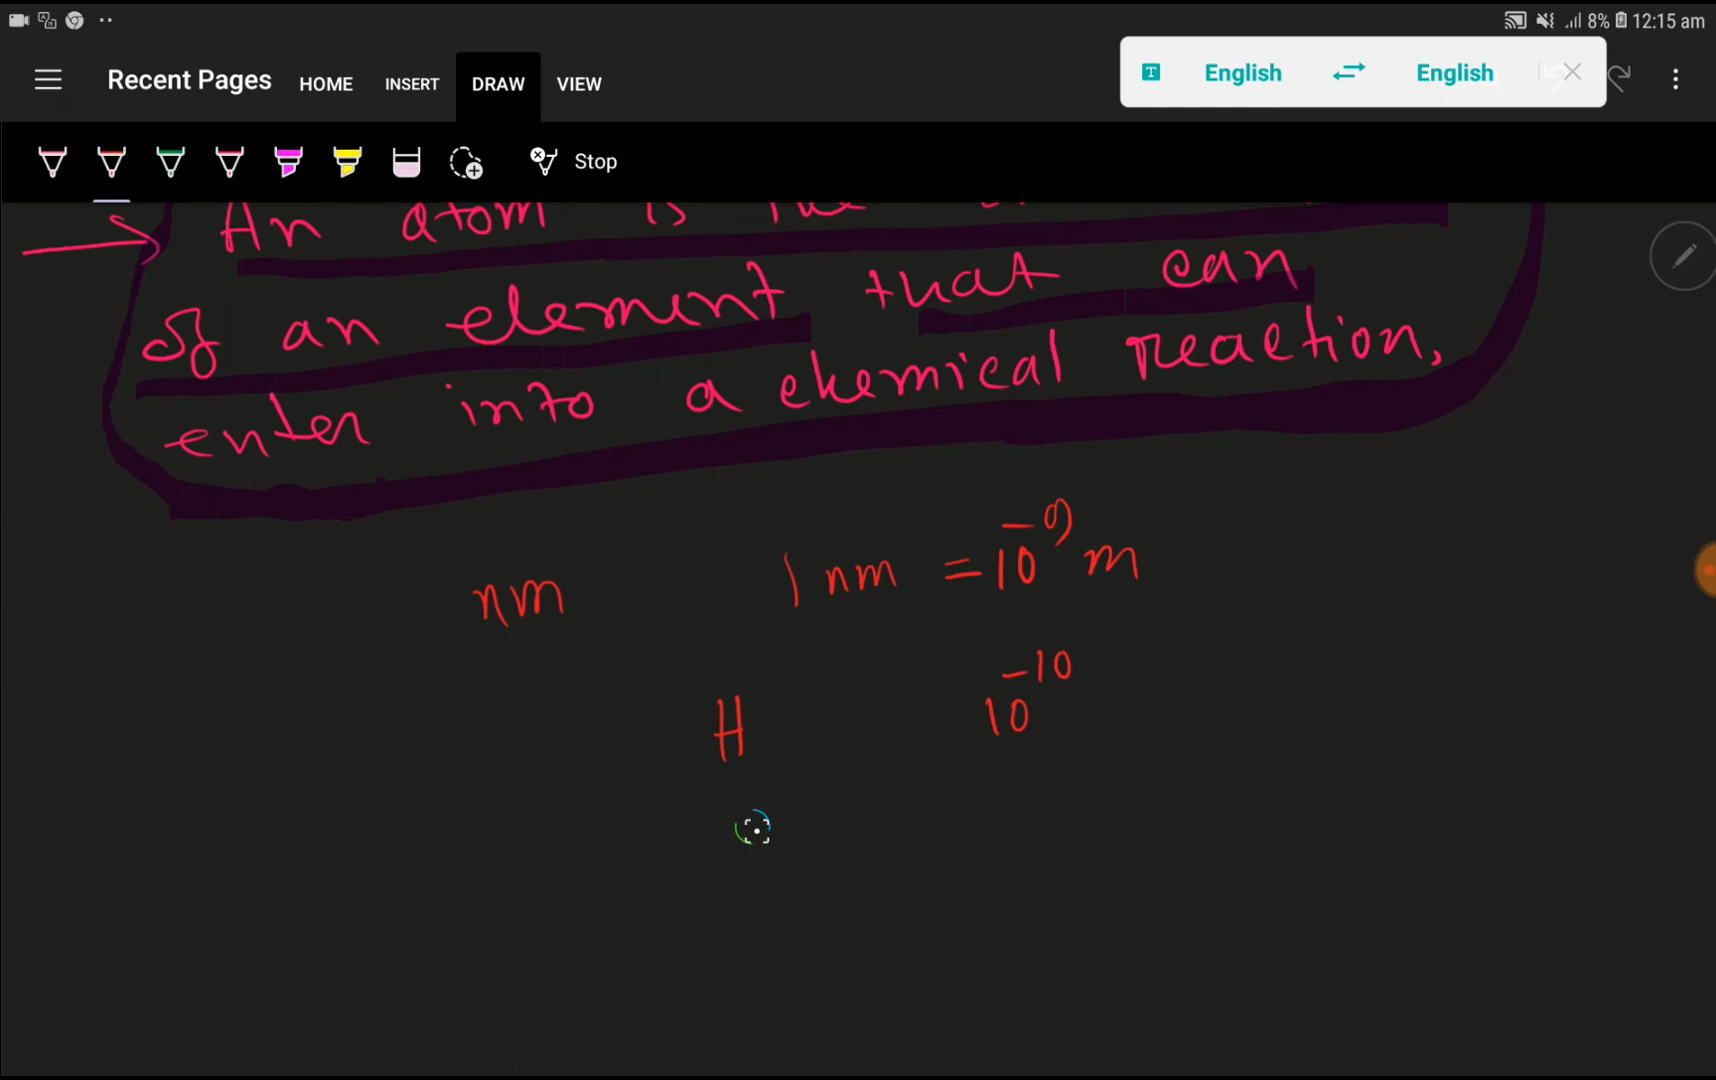 8% 12:15 am
Recent Pages HOME INSERT DRAW VIEW
English English
Stop
An atom is the
of an element that can
enter into a chemical reaction.
nm 1 nm = 10⁻⁹ m
H 10⁻¹⁰